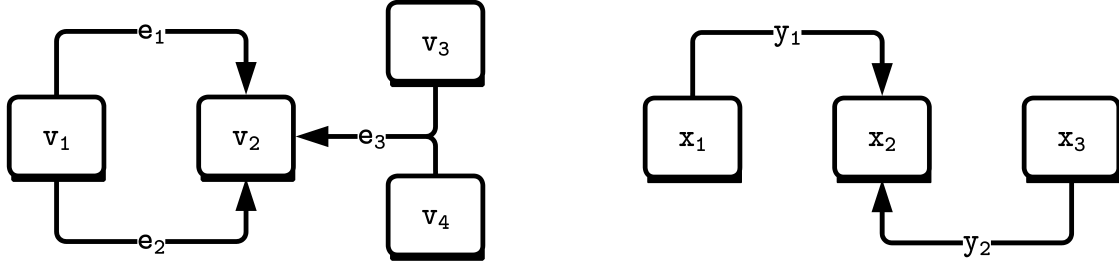 e₁
v₃
y₁
v₁
v₂
e₃
x₁
x₂
x₃
v₄
e₂
y₂